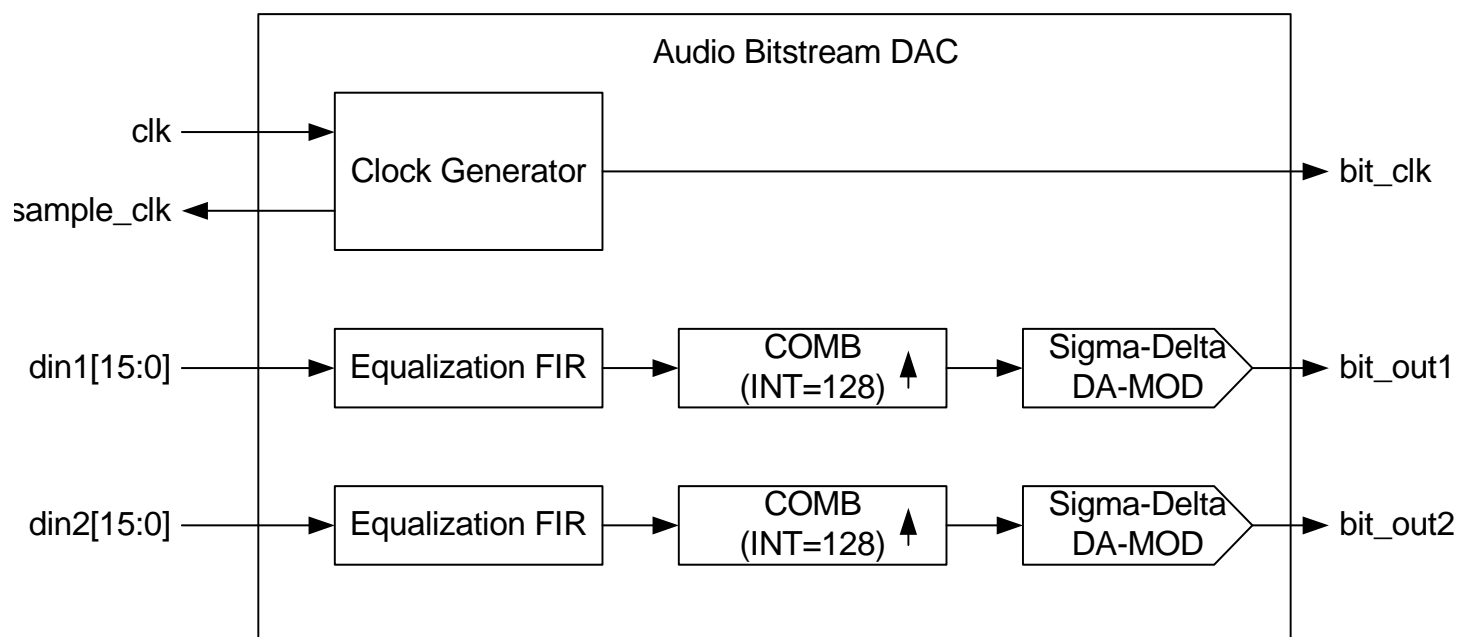 Audio Bitstream DAC
clk
Clock Generator
bit_clk
sample_clk
din1[15:0]
Equalization FIR
COMB
(INT=128)
Sigma-Delta
DA-MOD
bit_out1
din2[15:0]
Equalization FIR
COMB
(INT=128)
Sigma-Delta
DA-MOD
bit_out2